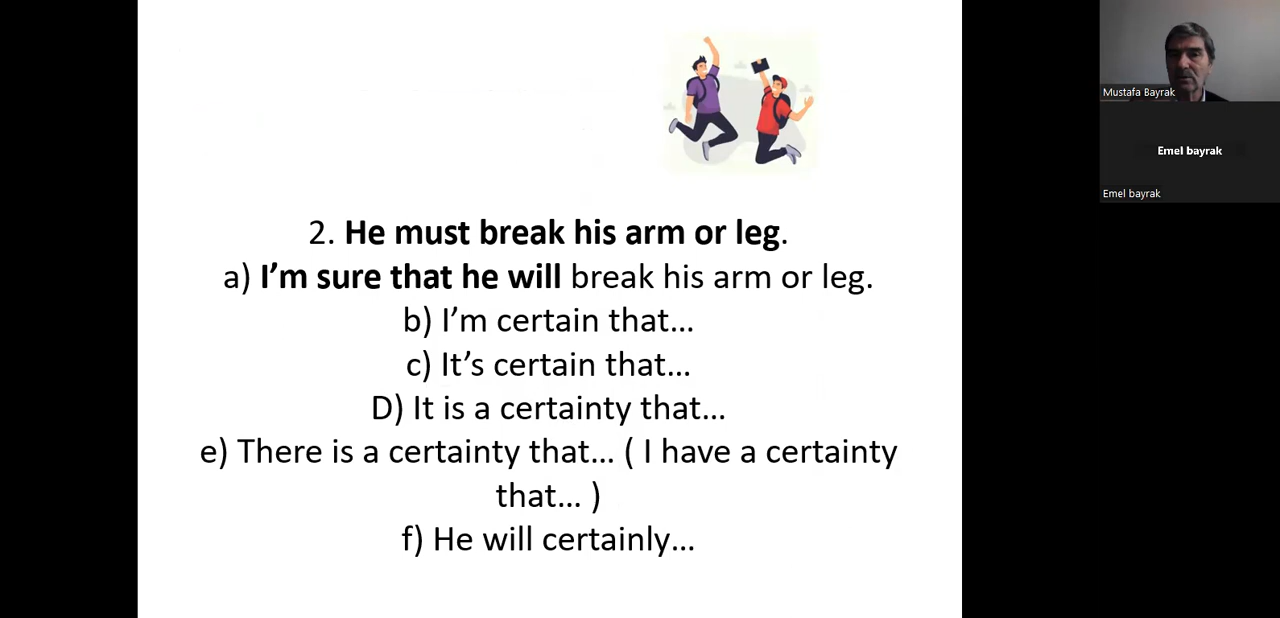 2. He must break his arm or leg.
a) I’m sure that he will break his arm or leg.
b) I’m certain that...
c) It’s certain that...
D) It is a certainty that...
e) There is a certainty that... ( I have a certainty
that... )
f) He will certainly...
Mustafa Bayrak
Emel bayrak
Emel bayrak